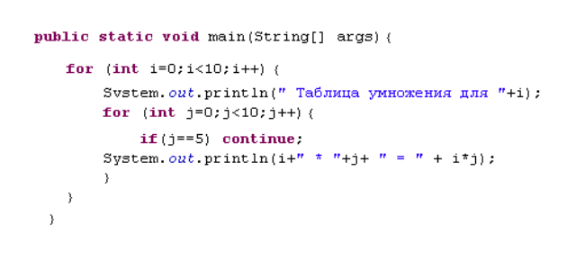 public static void main(String[] args){
for (int i=0;i<10;i++){
System.out.println(" Таблица умножения для "+i);
for (int j=0;j<10;j++){
if(j==5) continue;
System.out.println(i+" * "+j+ " = " + i*j);
}
}
}